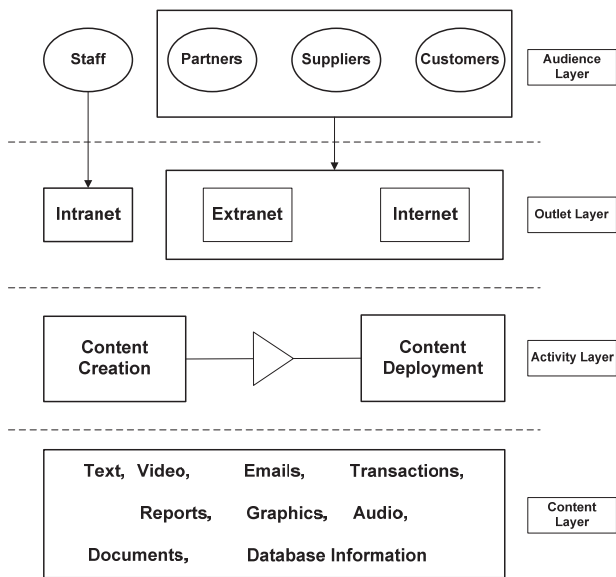 Staff
Partners
Suppliers
Customers
Audience
Layer
Intranet
Extranet
Internet
Outlet Layer
Content
Creation
Content
Deployment
Activity Layer
Text, Video, Emails, Transactions,
Reports, Graphics, Audio,
Documents, Database Information
Content
Layer